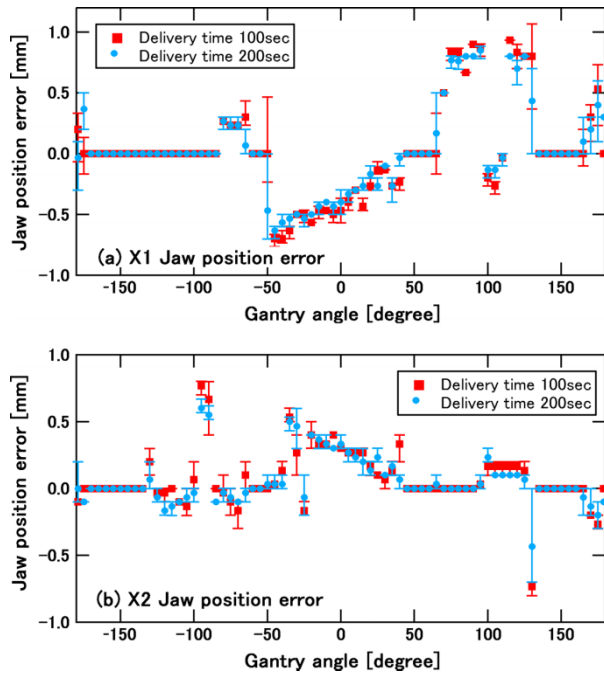 1.0
0.5
0.0
-0.5
-1.0
Jaw position error [mm]
Delivery time 100sec
Delivery time 200sec
(a) X1 Jaw position error
-150 -100 -50 0 50 100 150
Gantry angle [degree]
1.0
0.5
0.0
-0.5
-1.0
Jaw position error [mm]
Delivery time 100sec
Delivery time 200sec
(b) X2 Jaw position error
-150 -100 -50 0 50 100 150
Gantry angle [degree]